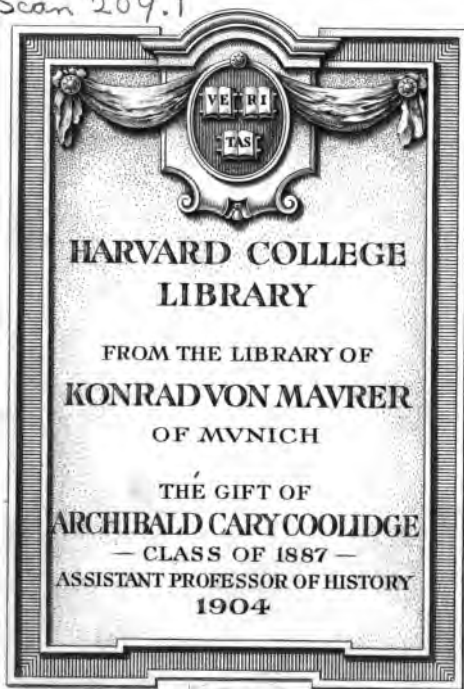 Scan 209.1
VE RI
TAS
HARVARD COLLEGE
LIBRARY
FROM THE LIBRARY OF
KONRAD VON MAVRER
OF MVNICH
THE GIFT OF
ARCHIBALD CARY COOLIDGE
— CLASS OF 1887 —
ASSISTANT PROFESSOR OF HISTORY
1904